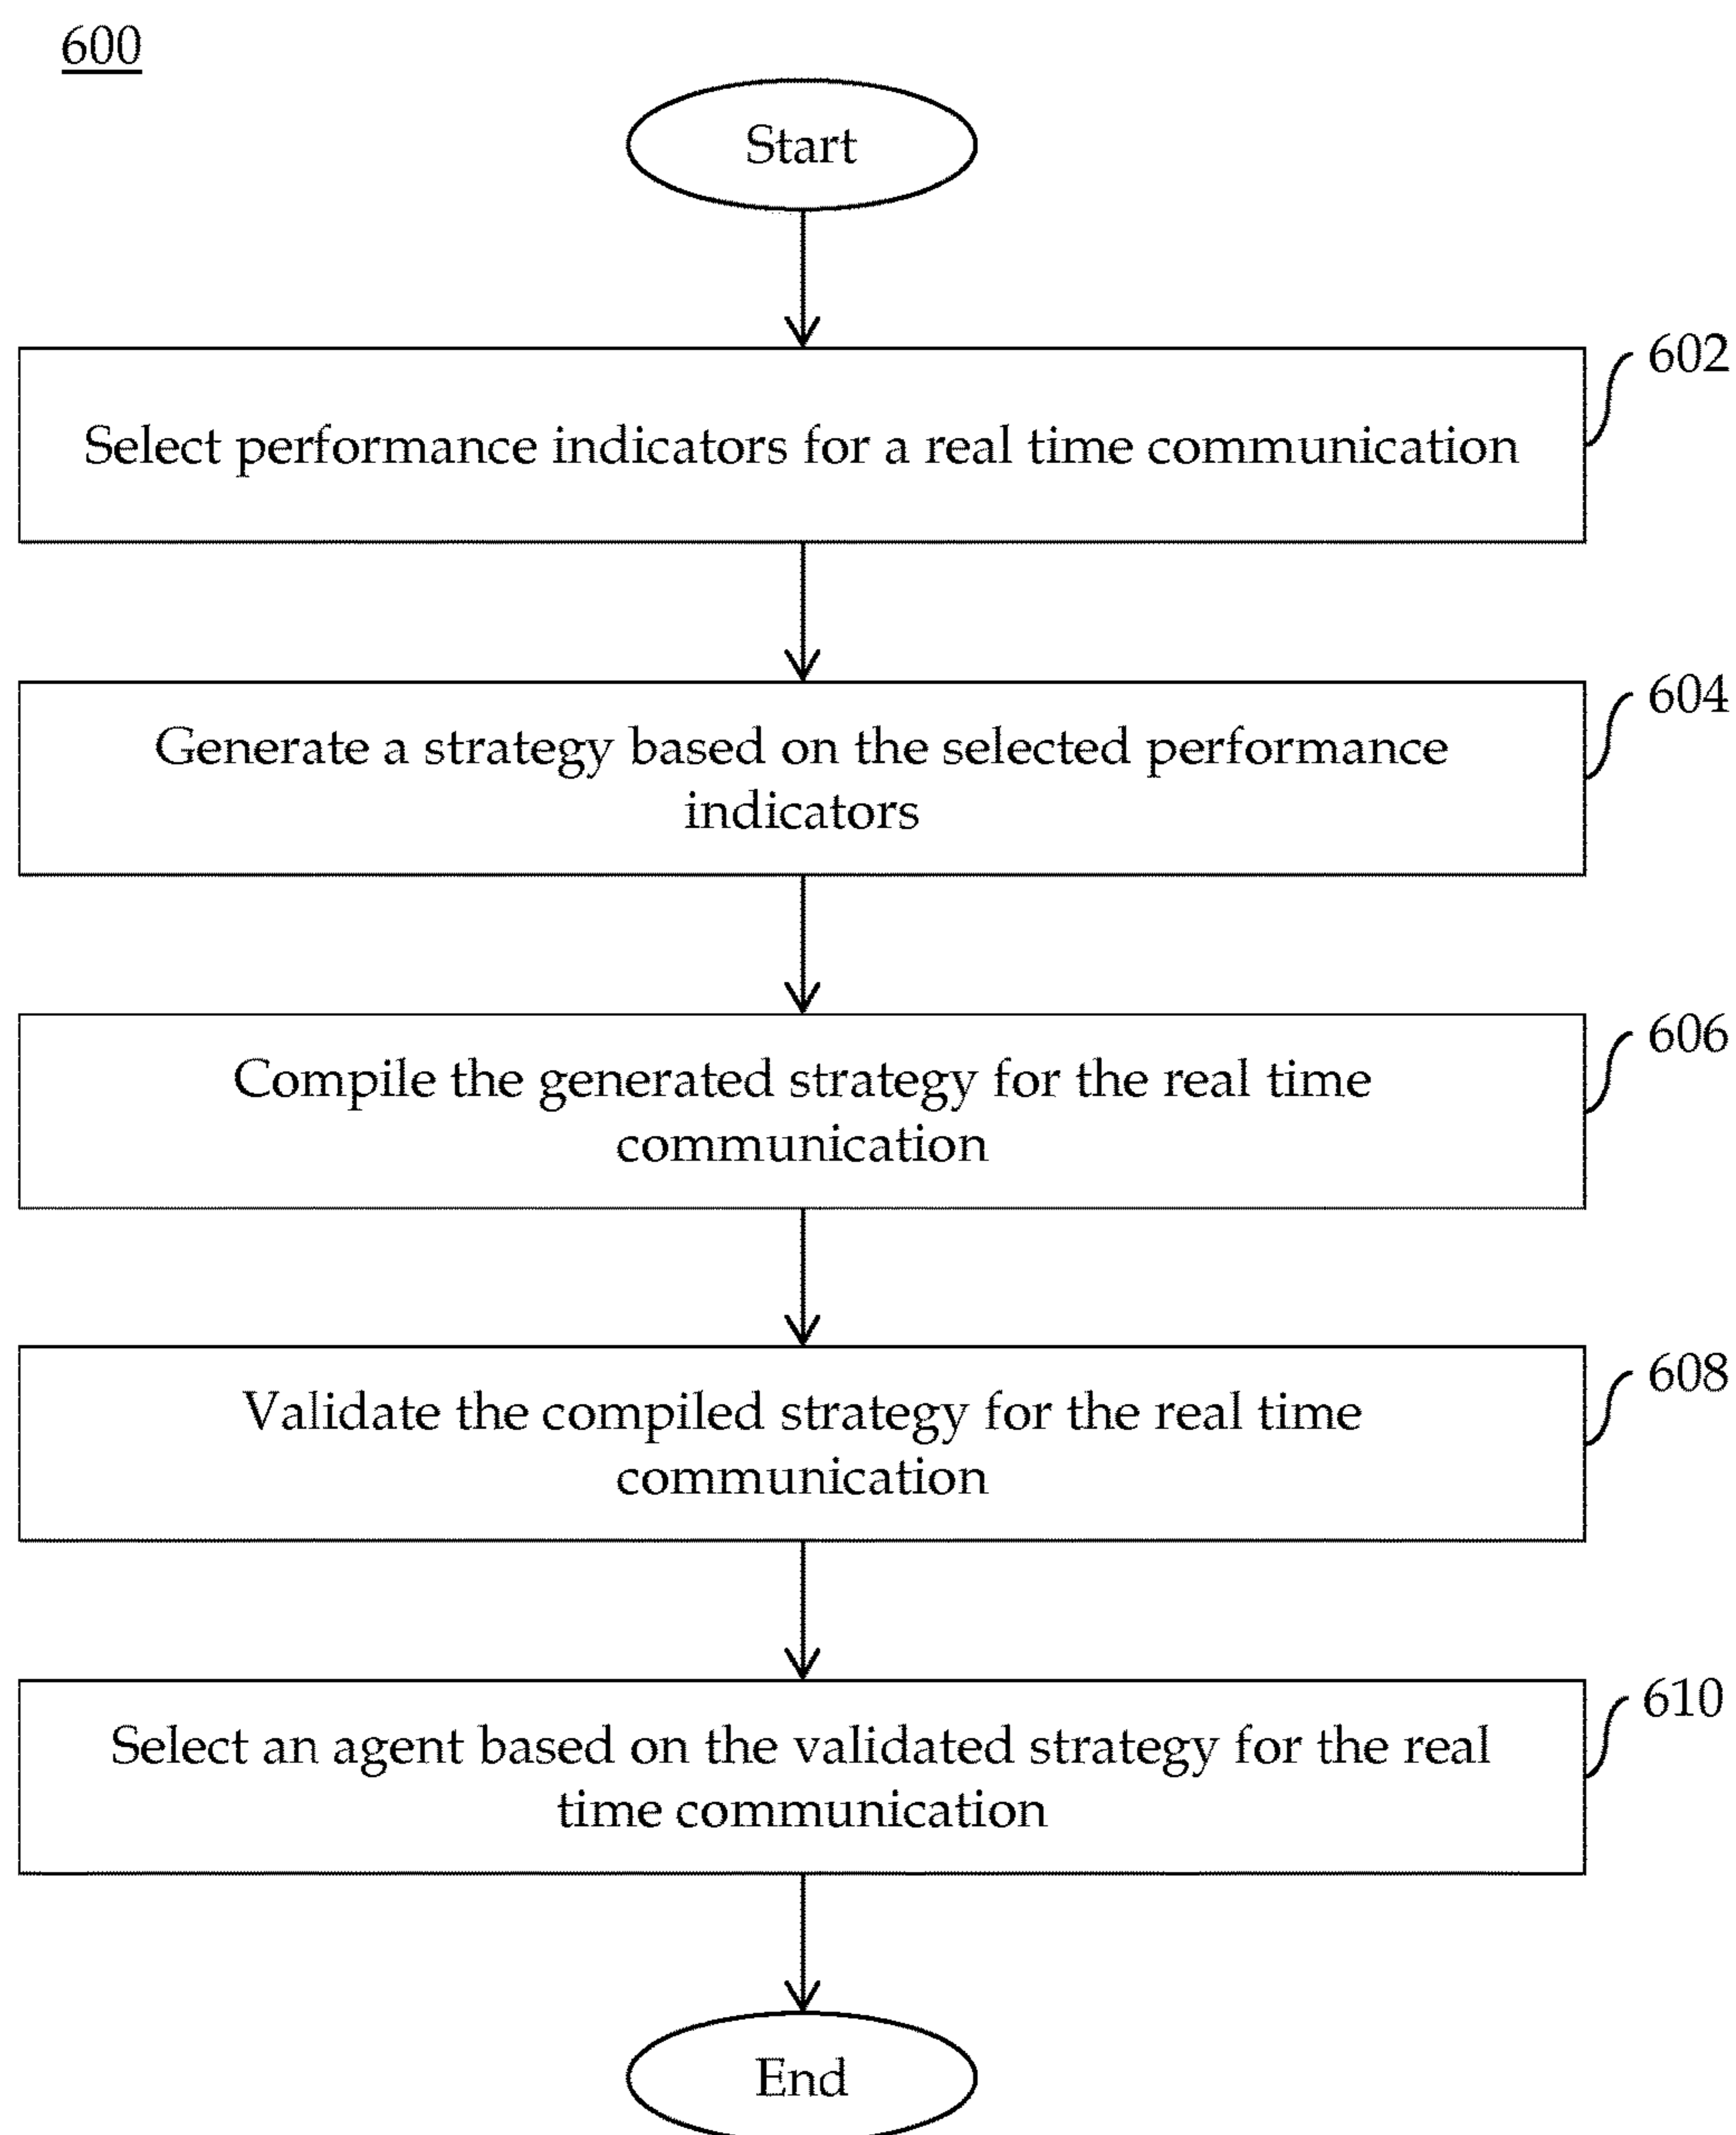 600
Start
602
Select performance indicators for a real time communication
604
Generate a strategy based on the selected performance
indicators
606
Compile the generated strategy for the real time
communication
608
Validate the compiled strategy for the real time
communication
610
Select an agent based on the validated strategy for the real
time communication
End